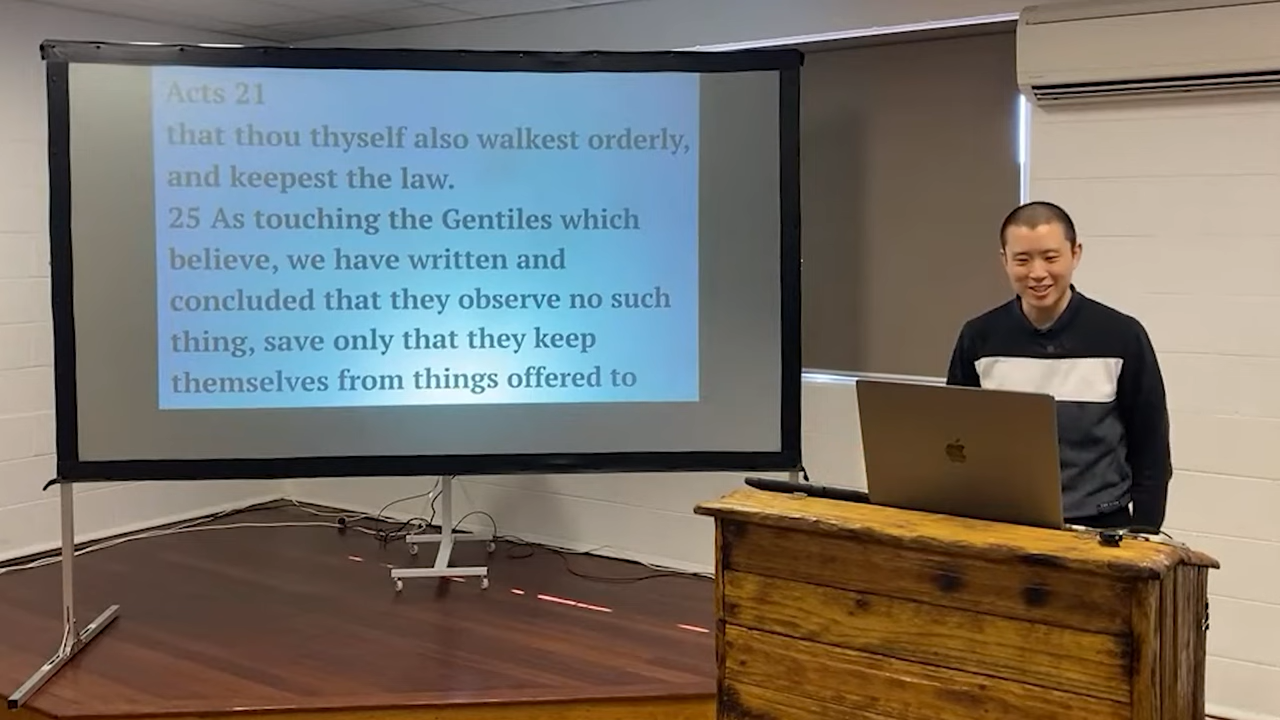 Acts 21
that thou thyself also walkest orderly,
and keepest the law.
25 As touching the Gentiles which
believe, we have written and
concluded that they observe no such
thing, save only that they keep
themselves from things offered to